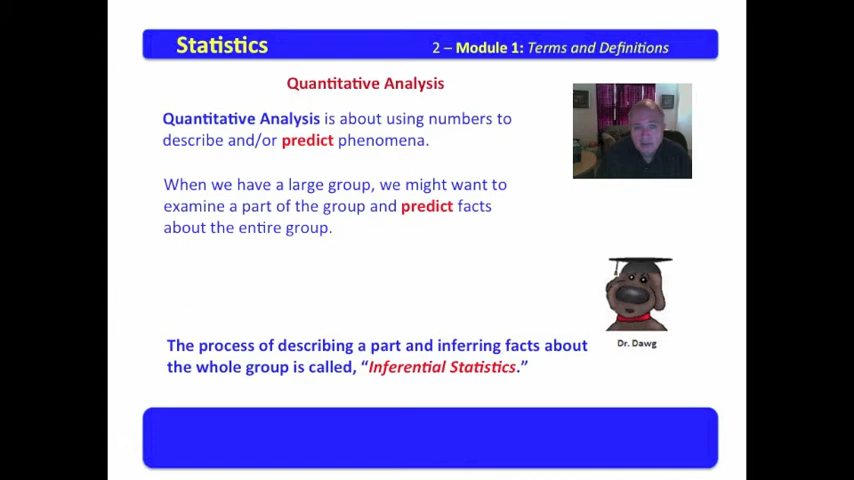 Statistics
2 – Module 1: Terms and Definitions
Quantitative Analysis
Quantitative Analysis is about using numbers to
describe and/or predict phenomena.
When we have a large group, we might want to
examine a part of the group and predict facts
about the entire group.
Dr. Dawg
The process of describing a part and inferring facts about
the whole group is called, “Inferential Statistics.”